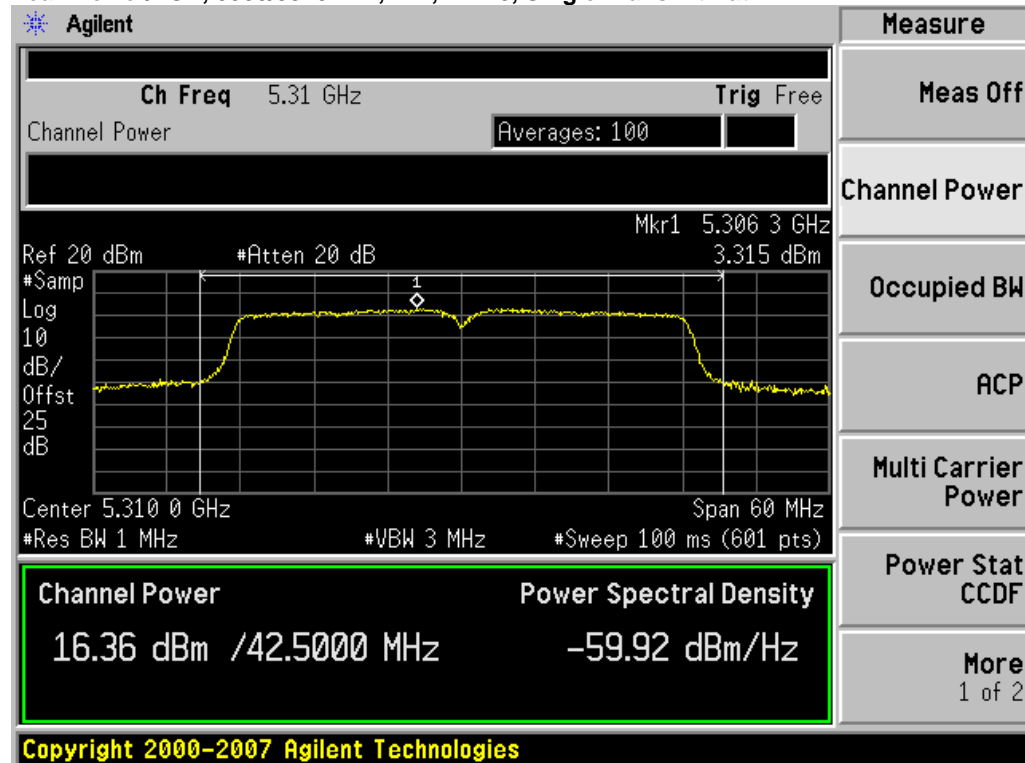 Agilent
Measure
Ch Freq 5.31 GHz Trig Free
Channel Power Averages: 100
Mkr1 5.306 3 GHz
Ref 20 dBm #Atten 20 dB 3.315 dBm
#Samp
Log
10
dB/
Offst
25
dB
1
Center 5.310 0 GHz Span 60 MHz
#Res BW 1 MHz #VBW 3 MHz #Sweep 100 ms (601 pts)
Channel Power Power Spectral Density
16.36 dBm /42.5000 MHz -59.92 dBm/Hz
Meas Off
Channel Power
Occupied BW
ACP
Multi Carrier
Power
Power Stat
CCDF
More
1 of 2
Copyright 2000-2007 Agilent Technologies